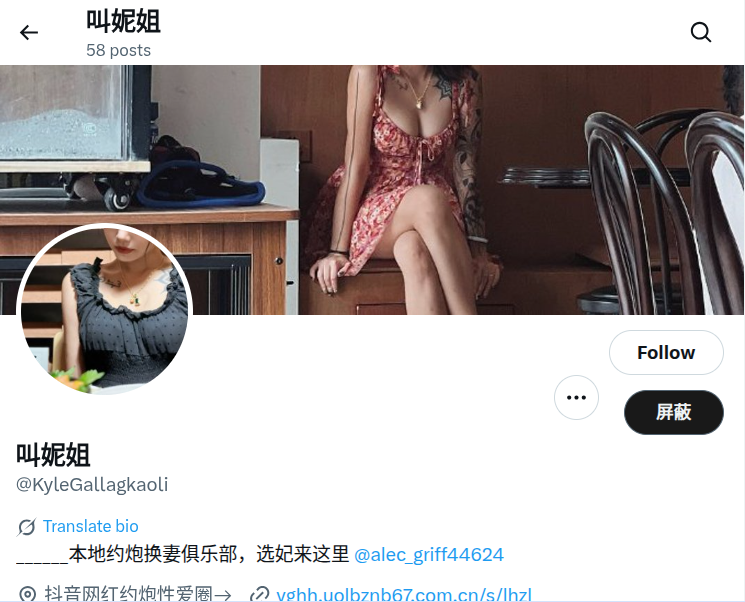 叫妮姐
58 posts
Follow
屏蔽
叫妮姐
@KyleGallagkaoli
Translate bio
______本地约炮换妻俱乐部，选妃来这里 @alec_griff44624
抖音网红约炮性爱圈→ vghh.uolbznb67.com.cn/s/lhzl